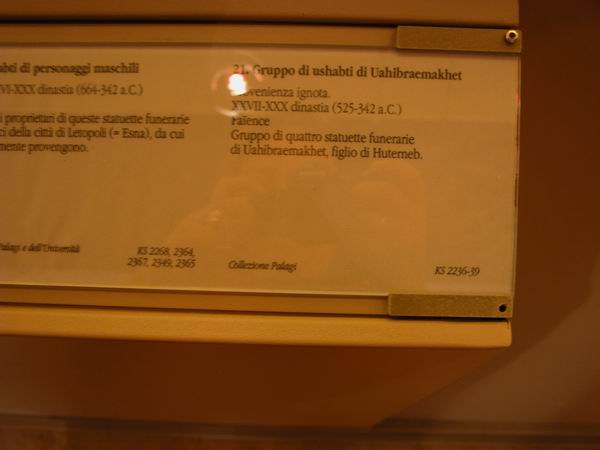 abti di personaggi maschili
VI-XXX dinastia (664-342 a.C.)
i proprietari di queste statuette funerarie
ci della città di Letopoli (= Esna), da cui
mente provengono.
Palagi e dell'Università
KS 2268, 2364,
2367, 2349, 2365
21. Gruppo di ushabti di Uahibraemakhet
Provenienza ignota.
XXVII-XXX dinastia (525-342 a.C.)
Faïence
Gruppo di quattro statuette funerarie
di Uahibraemakhet, figlio di Huterneb.
Collezione Palagi
KS 2236-39